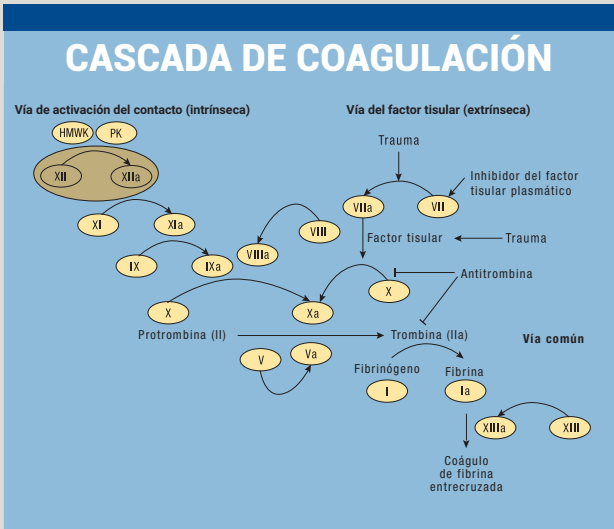 CASCADA DE COAGULACIÓN
Vía de activación del contacto (intrínseca)
Vía del factor tisular (extrínseca)
HMWK
PK
Trauma
XII
XIIa
Inhibidor del factor
tisular plasmático
VIIa
VII
XI
XIa
VIII
Factor tisular
Trauma
VIIIa
IX
IXa
Antitrombina
X
X
Xa
Protrombina (II)
Trombina (IIa)
Vía común
V
Va
Fibrinógeno
Fibrina
I
Ia
XIIIa
XIII
Coágulo
de fibrina
entrecruzada